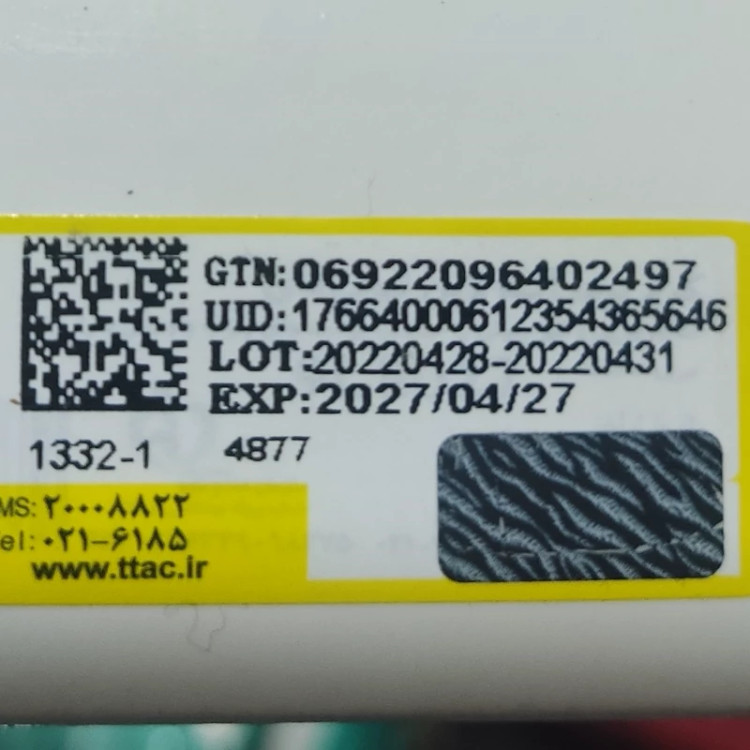 GTN:06922096402497
UID:17664000612354365646
LOT:20220428-20220431
EXP:2027/04/27
1332-1 4877
MS: ۲۰۰۰۸۸۲۲
el: ۰۲۱-۶۱۸۵
www.ttac.ir